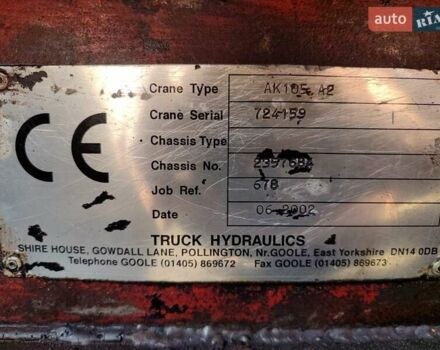 auto
RIA
CE
Crane Type AK105 A2
Crane Serial 724159
Chassis Type
Chassis No.
Job Ref. 678
Date 06-2002
TRUCK HYDRAULICS
SHIRE HOUSE, GOWDALL LANE, POLLINGTON, Nr.GOOLE, East Yorkshire DN14 0DB
Telephone GOOLE (01405) 869672 Fax GOOLE (01405) 869673